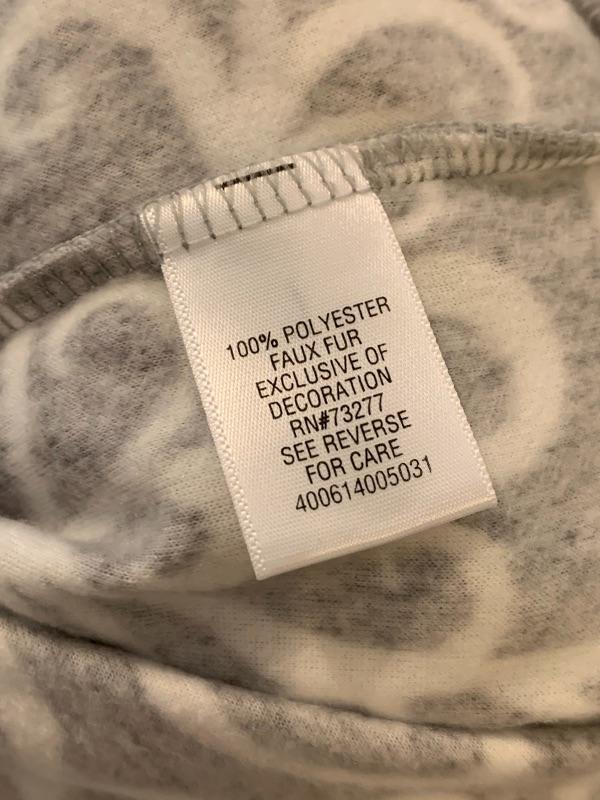 100% POLYESTER
FAUX FUR
EXCLUSIVE OF
DECORATION
RN#73277
SEE REVERSE
FOR CARE
400614005031